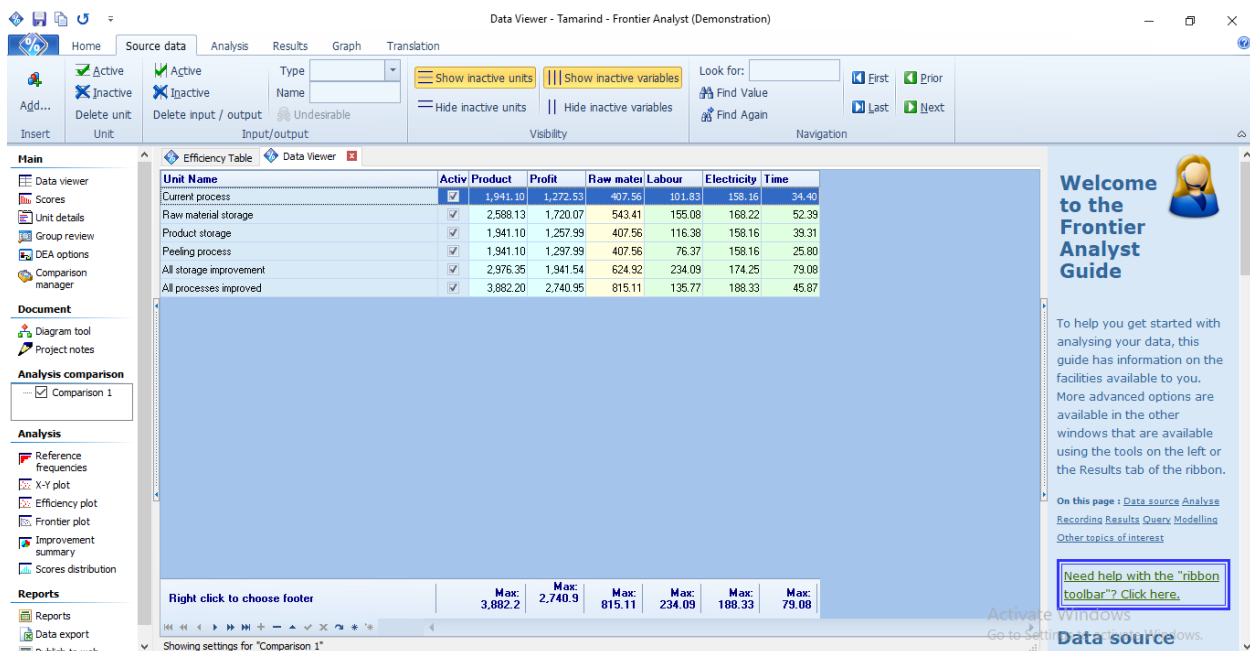 Data Viewer - Tamarind - Frontier Analyst (Demonstration)
Home Source data Analysis Results Graph Translation
Add...
Insert
Active
Inactive
Delete unit
Unit
Active
Inactive
Delete input / output
Type
Name
Undesirable
Input/output
Show inactive units
Hide inactive units
Show inactive variables
Hide inactive variables
Visibility
Look for:
Find Value
Find Again
First
Last
Prior
Next
Navigation
Main
Data viewer
Scores
Unit details
Group review
DEA options
Comparison
manager
Document
Diagram tool
Project notes
Analysis comparison
Comparison 1
Analysis
Reference
frequencies
X-Y plot
Efficiency plot
Frontier plot
Improvement
summary
Scores distribution
Reports
Reports
Data export
Efficiency Table Data Viewer
Unit Name Activ Product Profit Raw mater Labour Electricity Time
Current process 1,941.10 1,272.53 407.56 101.83 158.16 34.40
Raw material storage 2,588.13 1,720.07 543.41 155.08 168.22 52.39
Product storage 1,941.10 1,257.99 407.56 116.38 158.16 39.31
Peeling process 1,941.10 1,297.99 407.56 76.37 158.16 25.80
All storage improvement 2,976.35 1,941.54 624.92 234.09 174.25 79.08
All processes improved 3,882.20 2,740.95 815.11 135.77 188.33 45.87
Right click to choose footer
Max: Max: Max: Max: Max: Max:
3,882.2 2,740.9 815.11 234.09 188.33 79.08
Showing settings for "Comparison 1"
Welcome
to the
Frontier
Analyst
Guide
To help you get started with
analysing your data, this
guide has information on the
facilities available to you.
More advanced options are
available in the other
windows that are available
using the tools on the left or
the Results tab of the ribbon.
On this page : Data source Analyse
Recording Results Query Modelling
Other topics of interest
Need help with the "ribbon
toolbar"? Click here.
Activate Windows
Data source